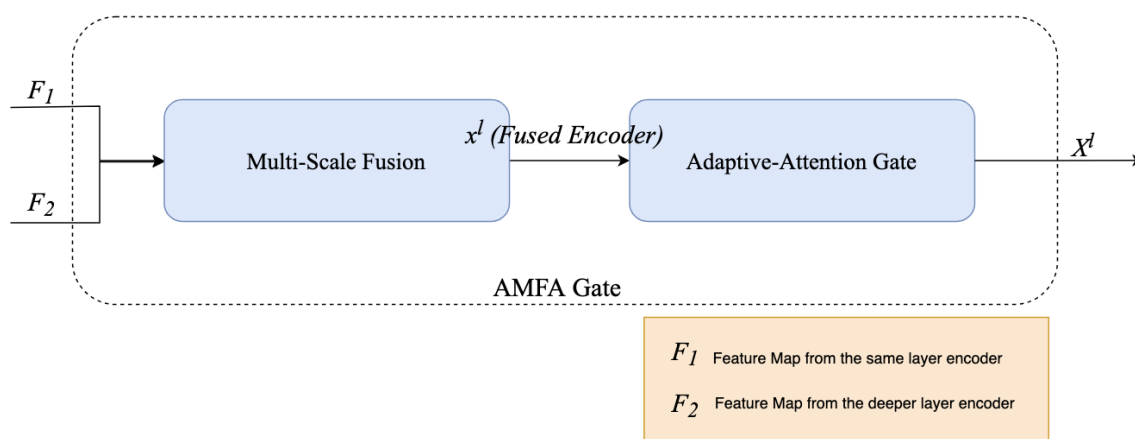 F₁
x^l (Fused Encoder)
Multi-Scale Fusion
Adaptive-Attention Gate
X^l
F₂
AMFA Gate
F₁ Feature Map from the same layer encoder
F₂ Feature Map from the deeper layer encoder